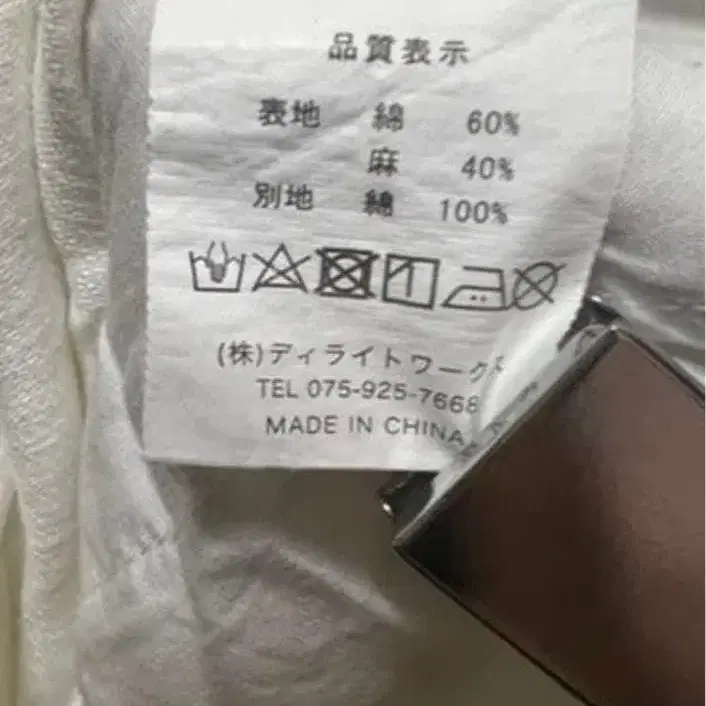 品質表示
表地 綿 60%
麻 40%
別地 綿 100%
(株)ディライトワーク
TEL 075-925-7668
MADE IN CHINA